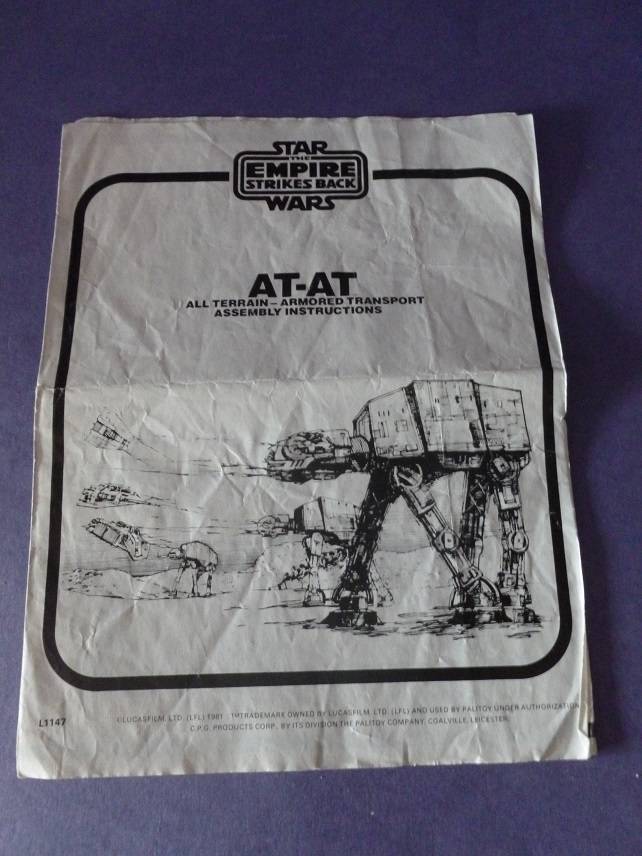 STAR
THE
EMPIRE
STRIKES BACK
WARS
AT-AT
ALL TERRAIN – ARMORED TRANSPORT
ASSEMBLY INSTRUCTIONS
L1147
©LUCASFILM, LTD. (LFL) 1981 TM TRADEMARK OWNED BY LUCASFILM, LTD. (LFL) AND USED BY PALITOY UNDER AUTHORIZATION
C.P.G. PRODUCTS CORP., BY ITS DIVISION THE PALITOY COMPANY, COALVILLE, LEICESTER.